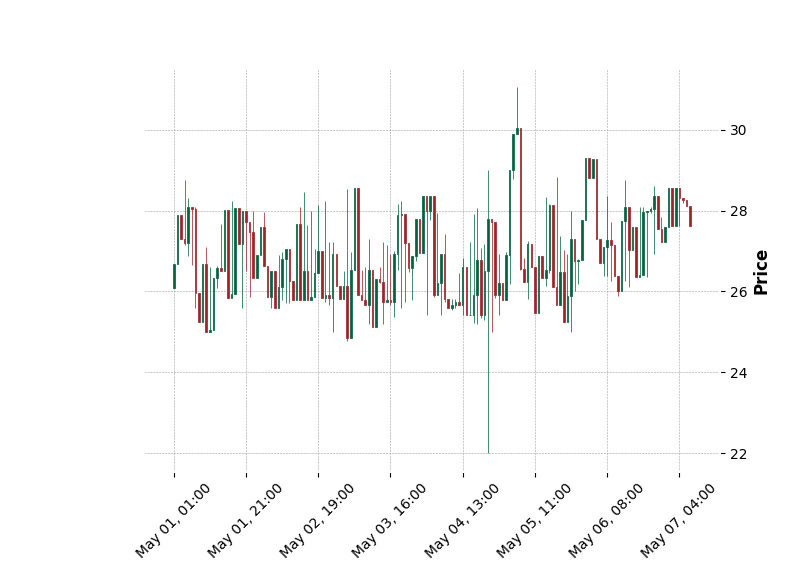 30
28
26
24
22
Price
May 01, 01:00
May 01, 21:00
May 02, 19:00
May 03, 16:00
May 04, 13:00
May 05, 11:00
May 06, 08:00
May 07, 04:00